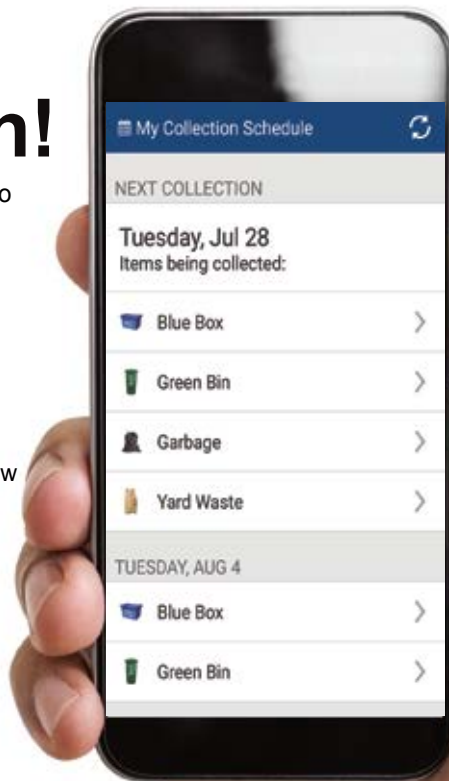 n!
o
w
My Collection Schedule
NEXT COLLECTION
Tuesday, Jul 28
Items being collected:
Blue Box
Green Bin
Garbage
Yard Waste
TUESDAY, AUG 4
Blue Box
Green Bin